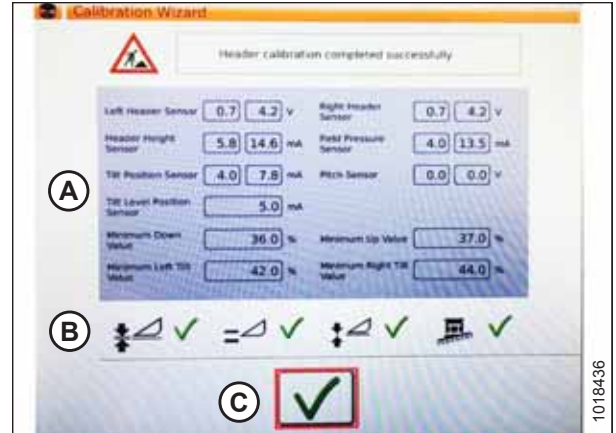 Calibration Wizard
Header calibration completed successfully
Left Header Sensor 0.7 4.2 V
Right Header Sensor 0.7 4.2 V
Header Height Sensor 5.8 14.6 mA
Field Pressure Sensor 4.0 13.5 mA
Tilt Position Sensor 4.0 7.8 mA
Pitch Sensor 0.0 0.0 V
Tilt Level Position Sensor 5.0 mA
Minimum Down Value 36.0 %
Minimum Up Value 37.0 %
Minimum Left Tilt Value 42.0 %
Minimum Right Tilt Value 44.0 %
A
B
C
1018436